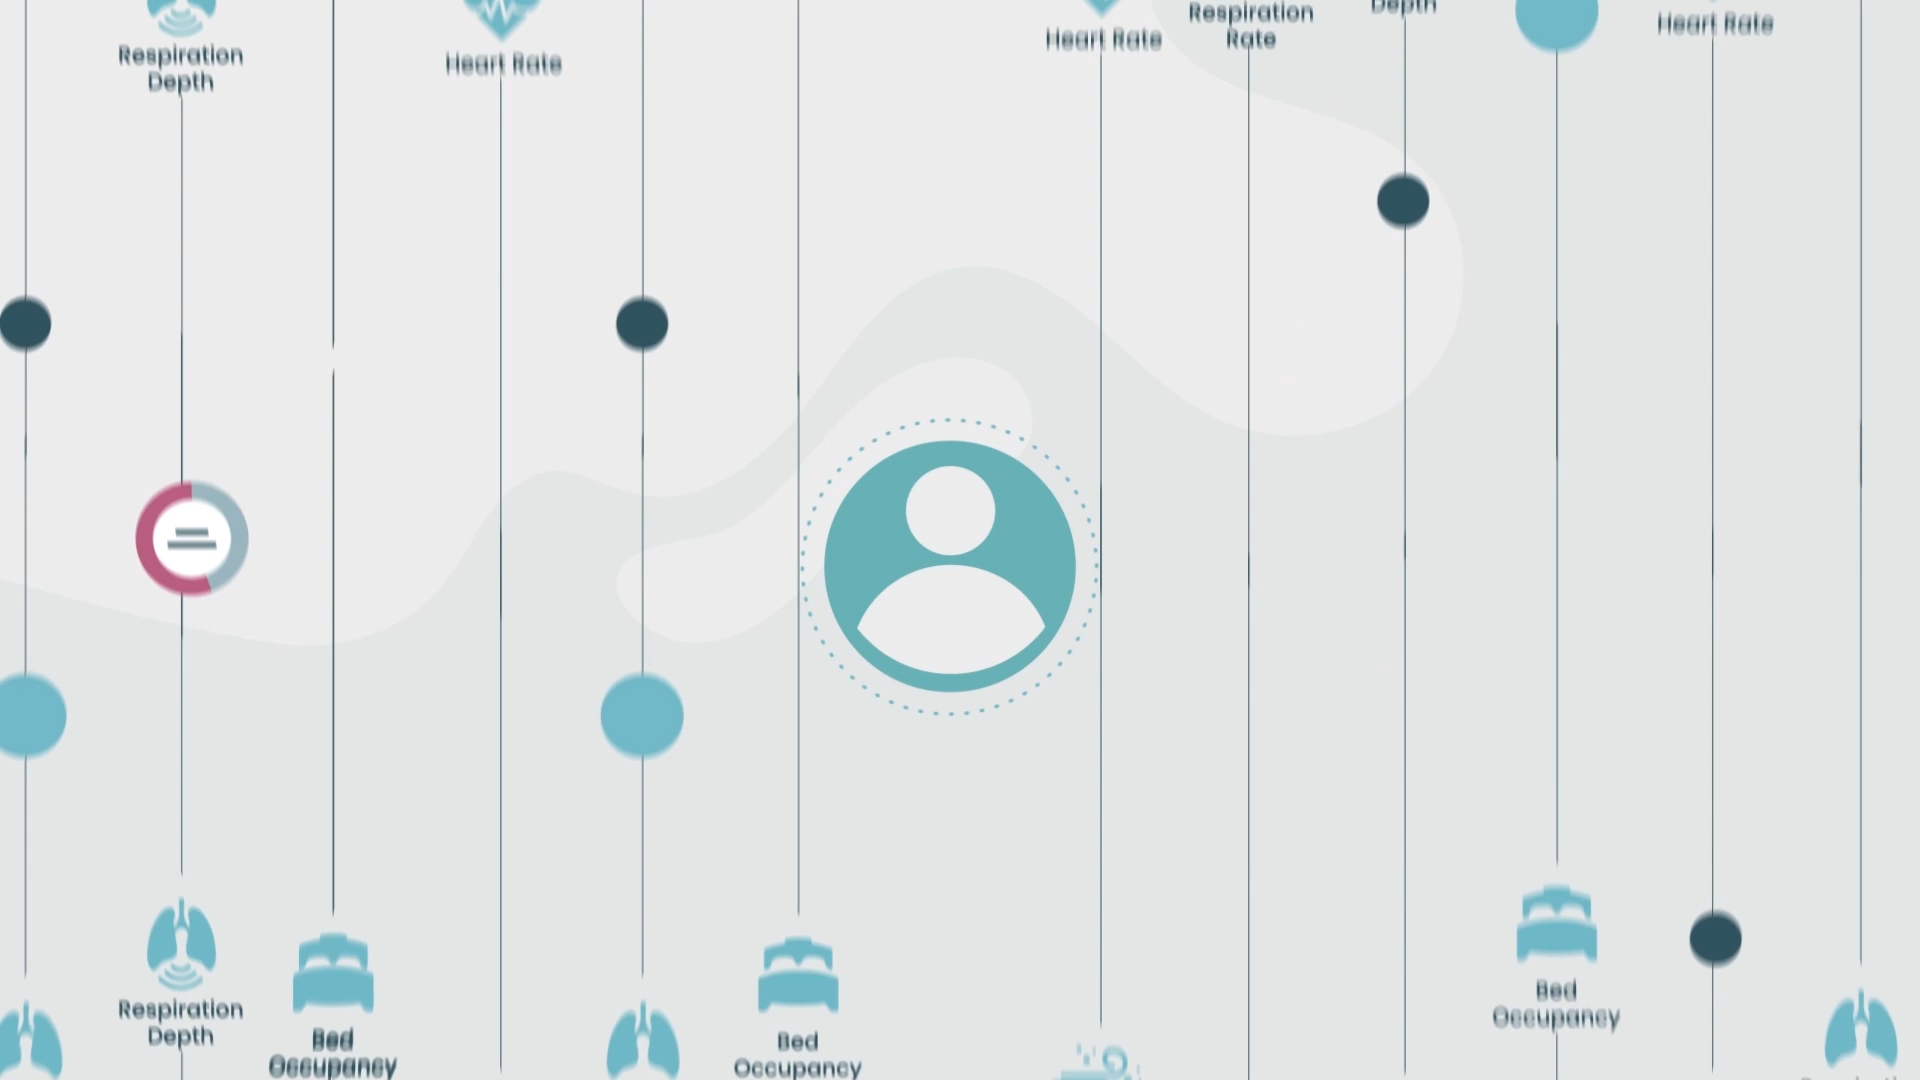 Respiration
Depth
Heart Rate
Heart Rate
Respiration
Rate
Depth
Heart Rate
Respiration
Depth
Bed
Occupancy
Bed
Occupancy
Bed
Occupancy